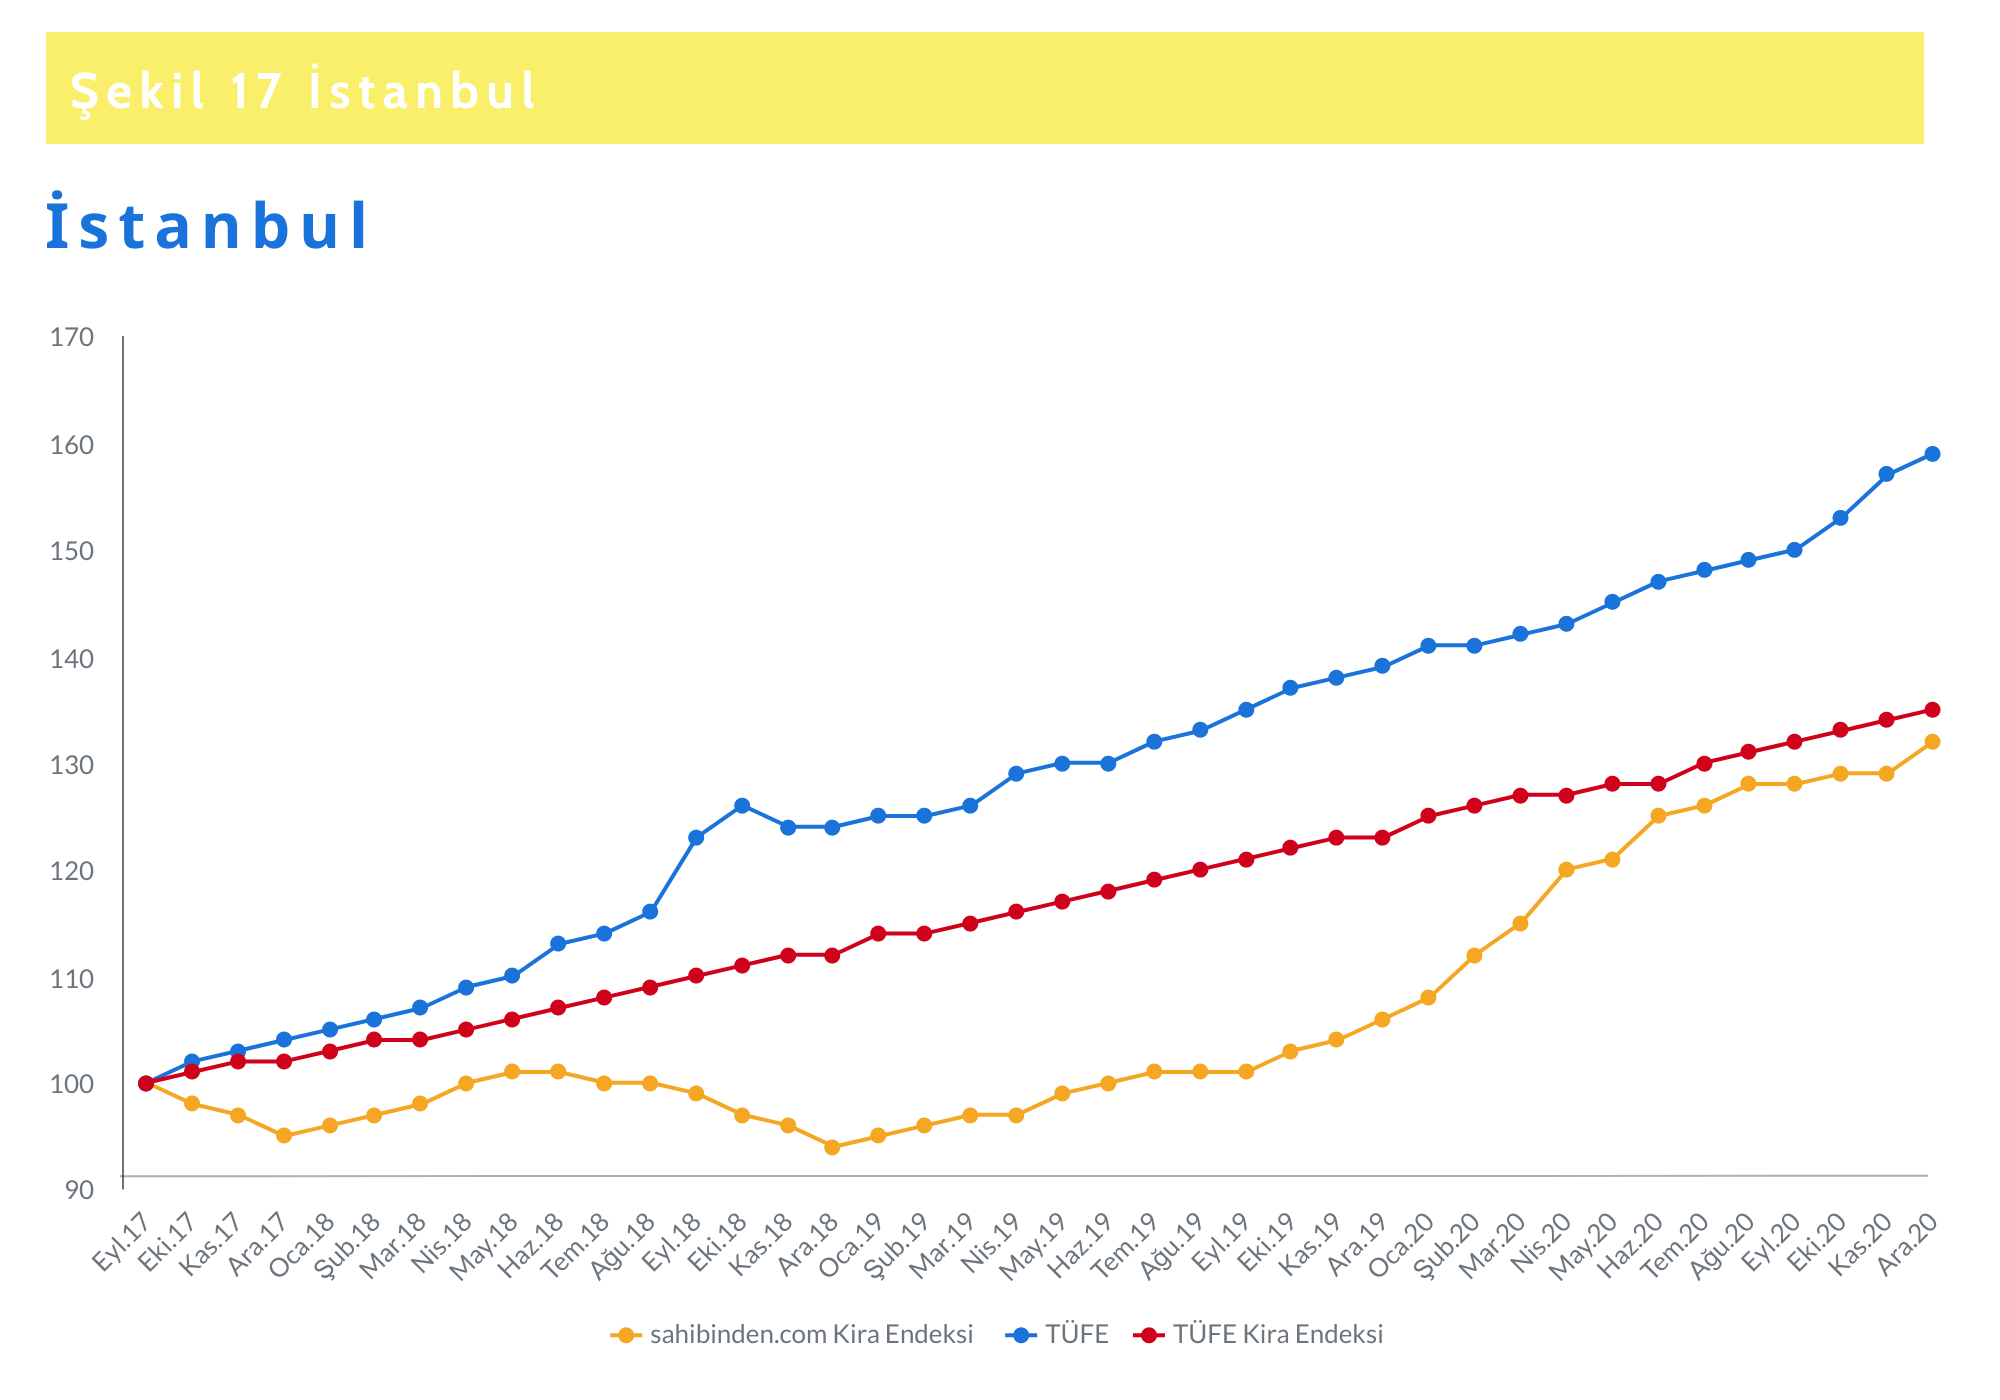 Şekil 17 İstanbul
İstanbul
170
160
150
140
130
120
110
100
90
Eyl.17
Eki.17
Kas.17
Ara.17
Oca.18
Şub.18
Mar.18
Nis.18
May.18
Haz.18
Tem.18
Ağu.18
Eyl.18
Eki.18
Kas.18
Ara.18
Oca.19
Şub.19
Mar.19
Nis.19
May.19
Haz.19
Tem.19
Ağu.19
Eyl.19
Eki.19
Kas.19
Ara.19
Oca.20
Şub.20
Mar.20
Nis.20
May.20
Haz.20
Tem.20
Ağu.20
Eyl.20
Eki.20
Kas.20
Ara.20
sahibinden.com Kira Endeksi TÜFE TÜFE Kira Endeksi